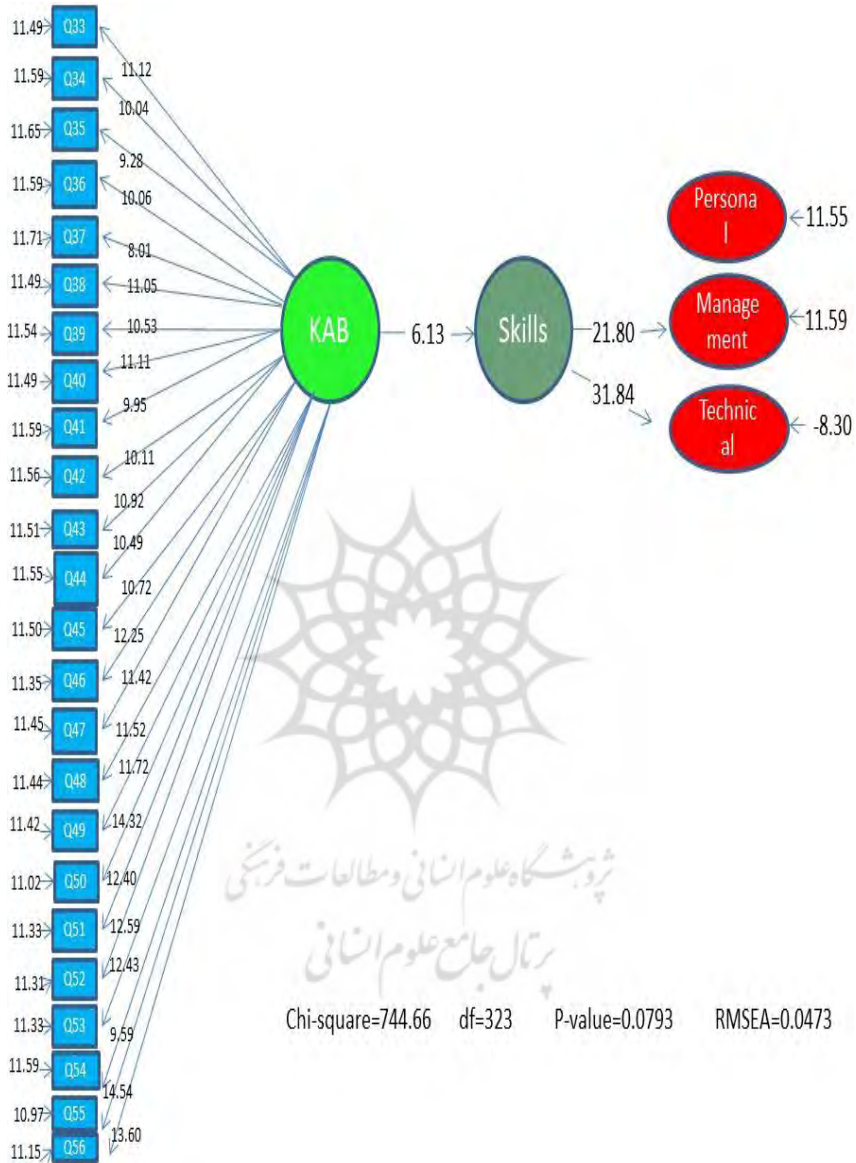 11.49 Q33
11.12
11.59 Q34
10.04
11.65 Q35
9.28
11.59 Q36
10.06
11.71 Q37
8.01
11.49 Q38
11.05
11.54 Q39
10.53
11.49 Q40
11.11
11.59 Q41
9.95
11.56 Q42
10.11
11.51 Q43
10.92
11.55 Q44
10.49
10.72
11.50 Q45
12.25
11.35 Q46
11.42
11.45 Q47
11.52
11.44 Q48
11.72
11.42 Q49
14.32
11.02 Q50
12.40
11.33 Q51
12.59
11.31 Q52
12.43
11.33 Q53
9.59
11.59 Q54
14.54
10.97 Q55
13.60
11.15 Q56
KAB
6.13
Skills
21.80
31.84
Persona
l
11.55
Manage
ment
11.59
Technic
al
-8.30
پژوهشگاه علوم انسانی و مطالعات فرهنگی
پرتال جامع علوم انسانی
Chi-square=744.66 df=323 P-value=0.0793 RMSEA=0.0473